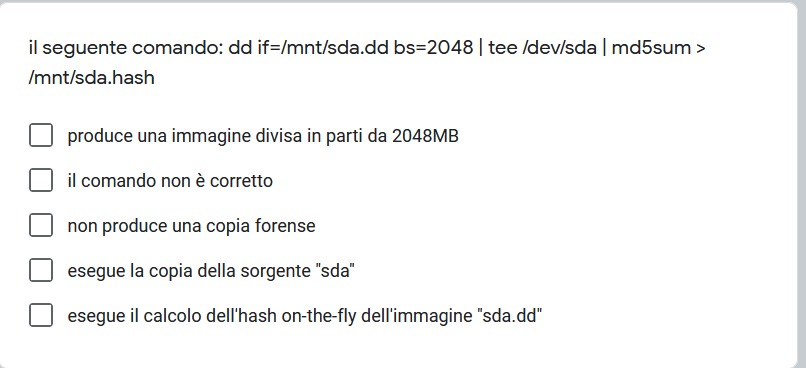 il seguente comando: dd if=/mnt/sda.dd bs=2048 | tee /dev/sda | md5sum >
/mnt/sda.hash
produce una immagine divisa in parti da 2048MB
il comando non è corretto
non produce una copia forense
esegue la copia della sorgente "sda"
esegue il calcolo dell'hash on-the-fly dell'immagine "sda.dd"